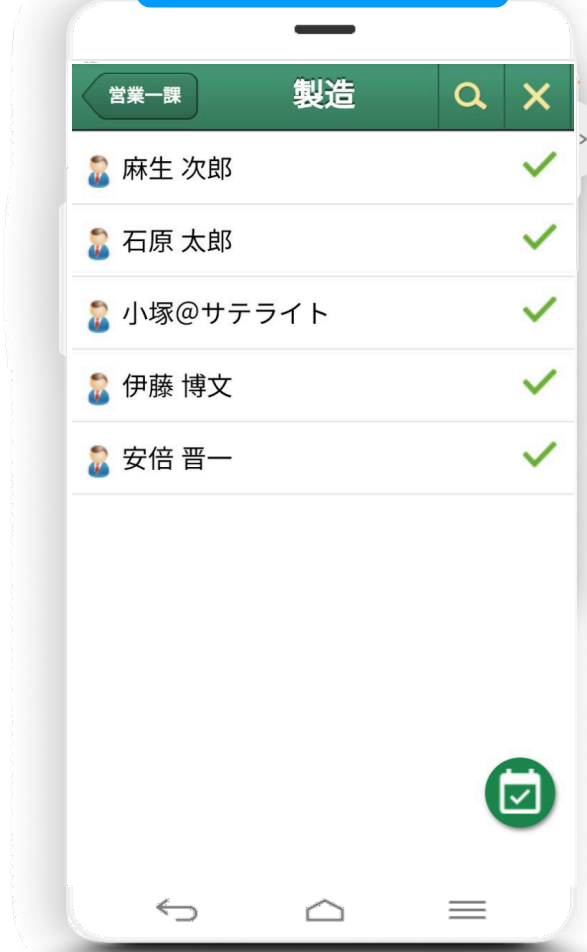 営業一課
製造
麻生 次郎
石原 太郎
小塚@サテライト
伊藤 博文
安倍 晋一